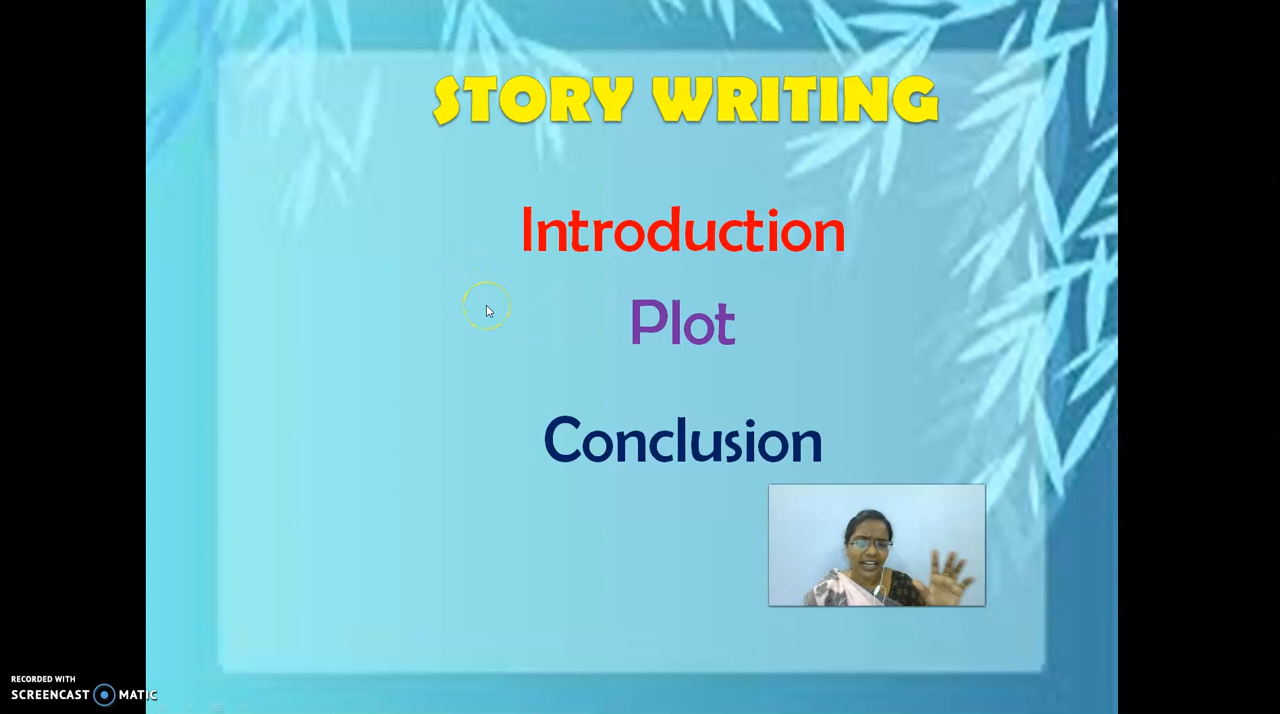 STORY WRITING
Introduction
Plot
Conclusion
RECORDED WITH
SCREENCAST MATIC